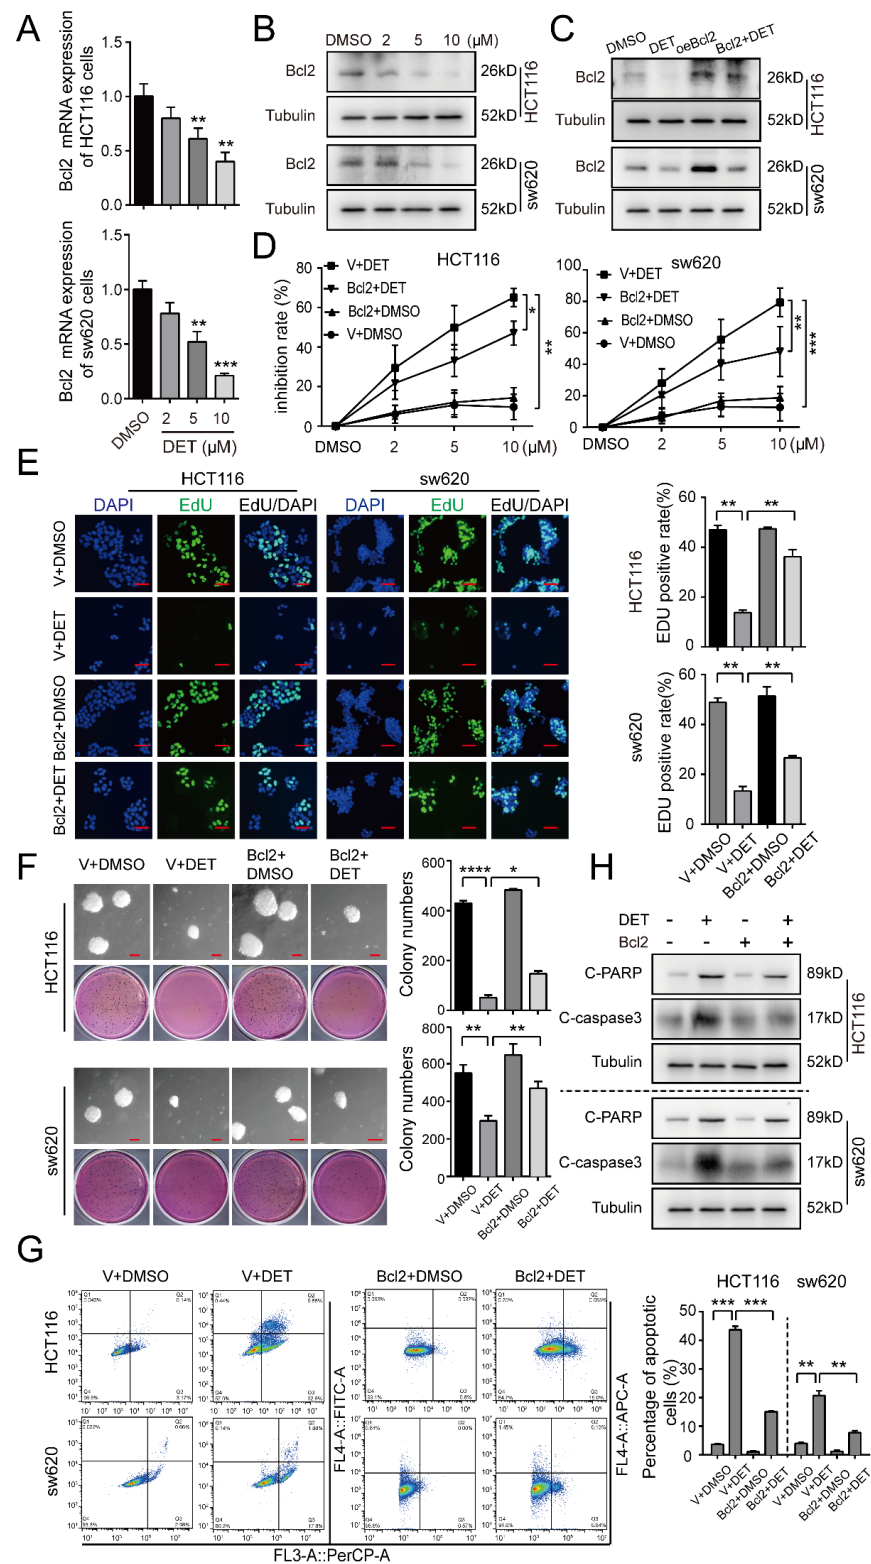 A
Bcl2 mRNA expression
of HCT116 cells
1.5
1.0
0.5
0.0
**
**
Bcl2 mRNA expression
of sw620 cells
1.5
1.0
0.5
0.0
**
***
DMSO 2 5 10
DET (μM)
B
DMSO 2 5 10 (μM)
Bcl2 26kD
Tubulin 52kD
HCT116
Bcl2 26kD
Tubulin 52kD
sw620
C
DMSO DET oeBcl2 Bcl2+DET
Bcl2 26kD
Tubulin 52kD
HCT116
Bcl2 26kD
Tubulin 52kD
sw620
D
HCT116
inhibition rate (%)
80
60
40
20
0
V+DET
Bcl2+DET
Bcl2+DMSO
V+DMSO
*
**
DMSO 2 5 10 (μM)
sw620
100
80
60
40
20
0
V+DET
Bcl2+DET
Bcl2+DMSO
V+DMSO
**
***
DMSO 2 5 10 (μM)
E
HCT116 sw620
DAPI EdU EdU/DAPI DAPI EdU EdU/DAPI
V+DMSO
V+DET
Bcl2+DMSO
Bcl2+DET
HCT116
EDU positive rate(%)
60
40
20
0
** **
sw620
EDU positive rate(%)
60
40
20
0
** **
V+DMSO V+DET Bcl2+DMSO Bcl2+DET
F
V+DMSO V+DET Bcl2+ DMSO Bcl2+ DET
HCT116
sw620
Colony numbers
600
400
200
0
**** *
Colony numbers
800
600
400
200
0
** **
V+DMSO V+DET Bcl2+DMSO Bcl2+DET
H
DET - + - +
Bcl2 - - + +
C-PARP 89kD
C-caspase3 17kD
Tubulin 52kD
HCT116
C-PARP 89kD
C-caspase3 17kD
Tubulin 52kD
sw620
G
V+DMSO V+DET Bcl2+DMSO Bcl2+DET
HCT116
sw620
FL4-A::FITC-A
FL4-A::APC-A
FL3-A::PerCP-A
HCT116 sw620
Percentage of apoptotic
cells (%)
50
40
30
20
10
0
*** ***
** **
V+DMSO V+DET Bcl2+DMSO Bcl2+DET V+DMSO V+DET Bcl2+DMSO Bcl2+DET